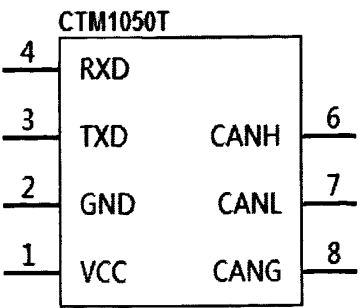 CTM1050T
4 RXD
3 TXD CANH 6
2 GND CANL 7
1 VCC CANG 8